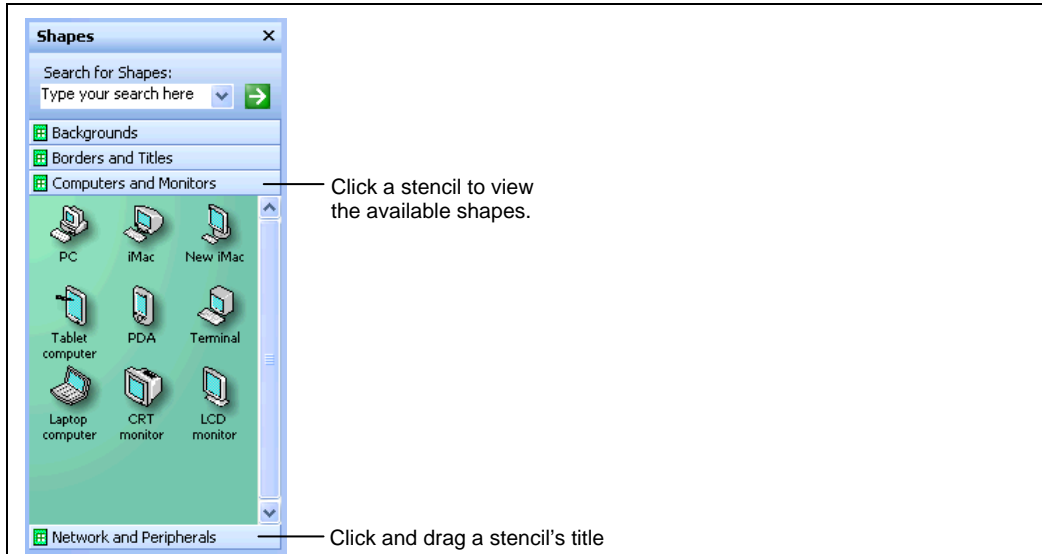 Shapes
Search for Shapes:
Type your search here
Backgrounds
Borders and Titles
Computers and Monitors
Click a stencil to view
the available shapes.
PC iMac New iMac
Tablet computer PDA Terminal
Laptop computer CRT monitor LCD monitor
Network and Peripherals
Click and drag a stencil's title